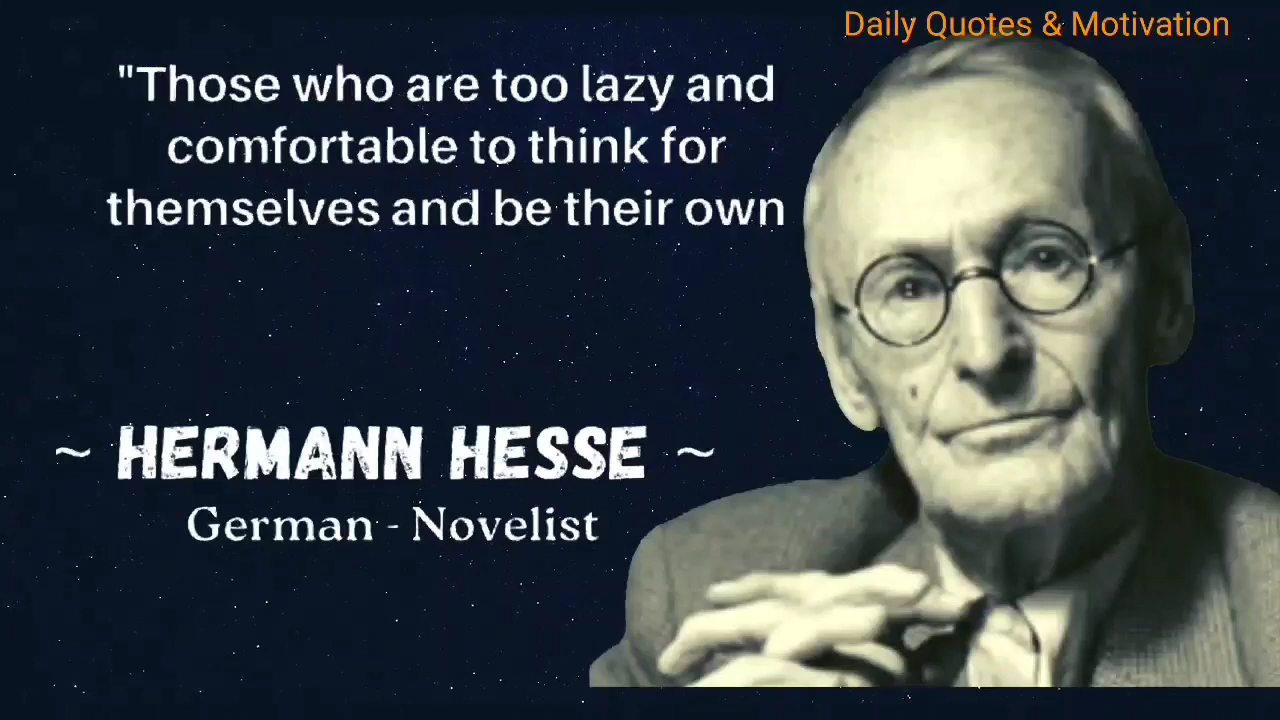 Daily Quotes & Motivation
"Those who are too lazy and
comfortable to think for
themselves and be their own
~ HERMANN HESSE ~
German - Novelist